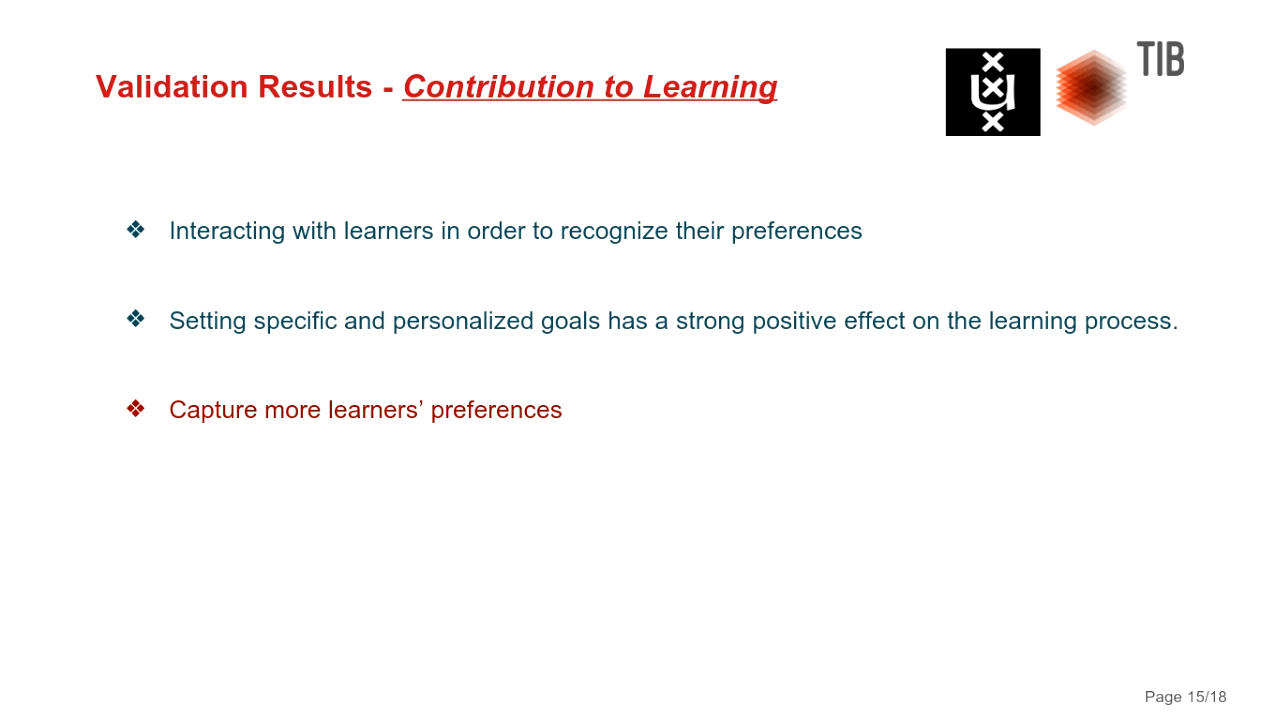 Validation Results - Contribution to Learning
TIB
❖ Interacting with learners in order to recognize their preferences
❖ Setting specific and personalized goals has a strong positive effect on the learning process.
❖ Capture more learners’ preferences
Page 15/18